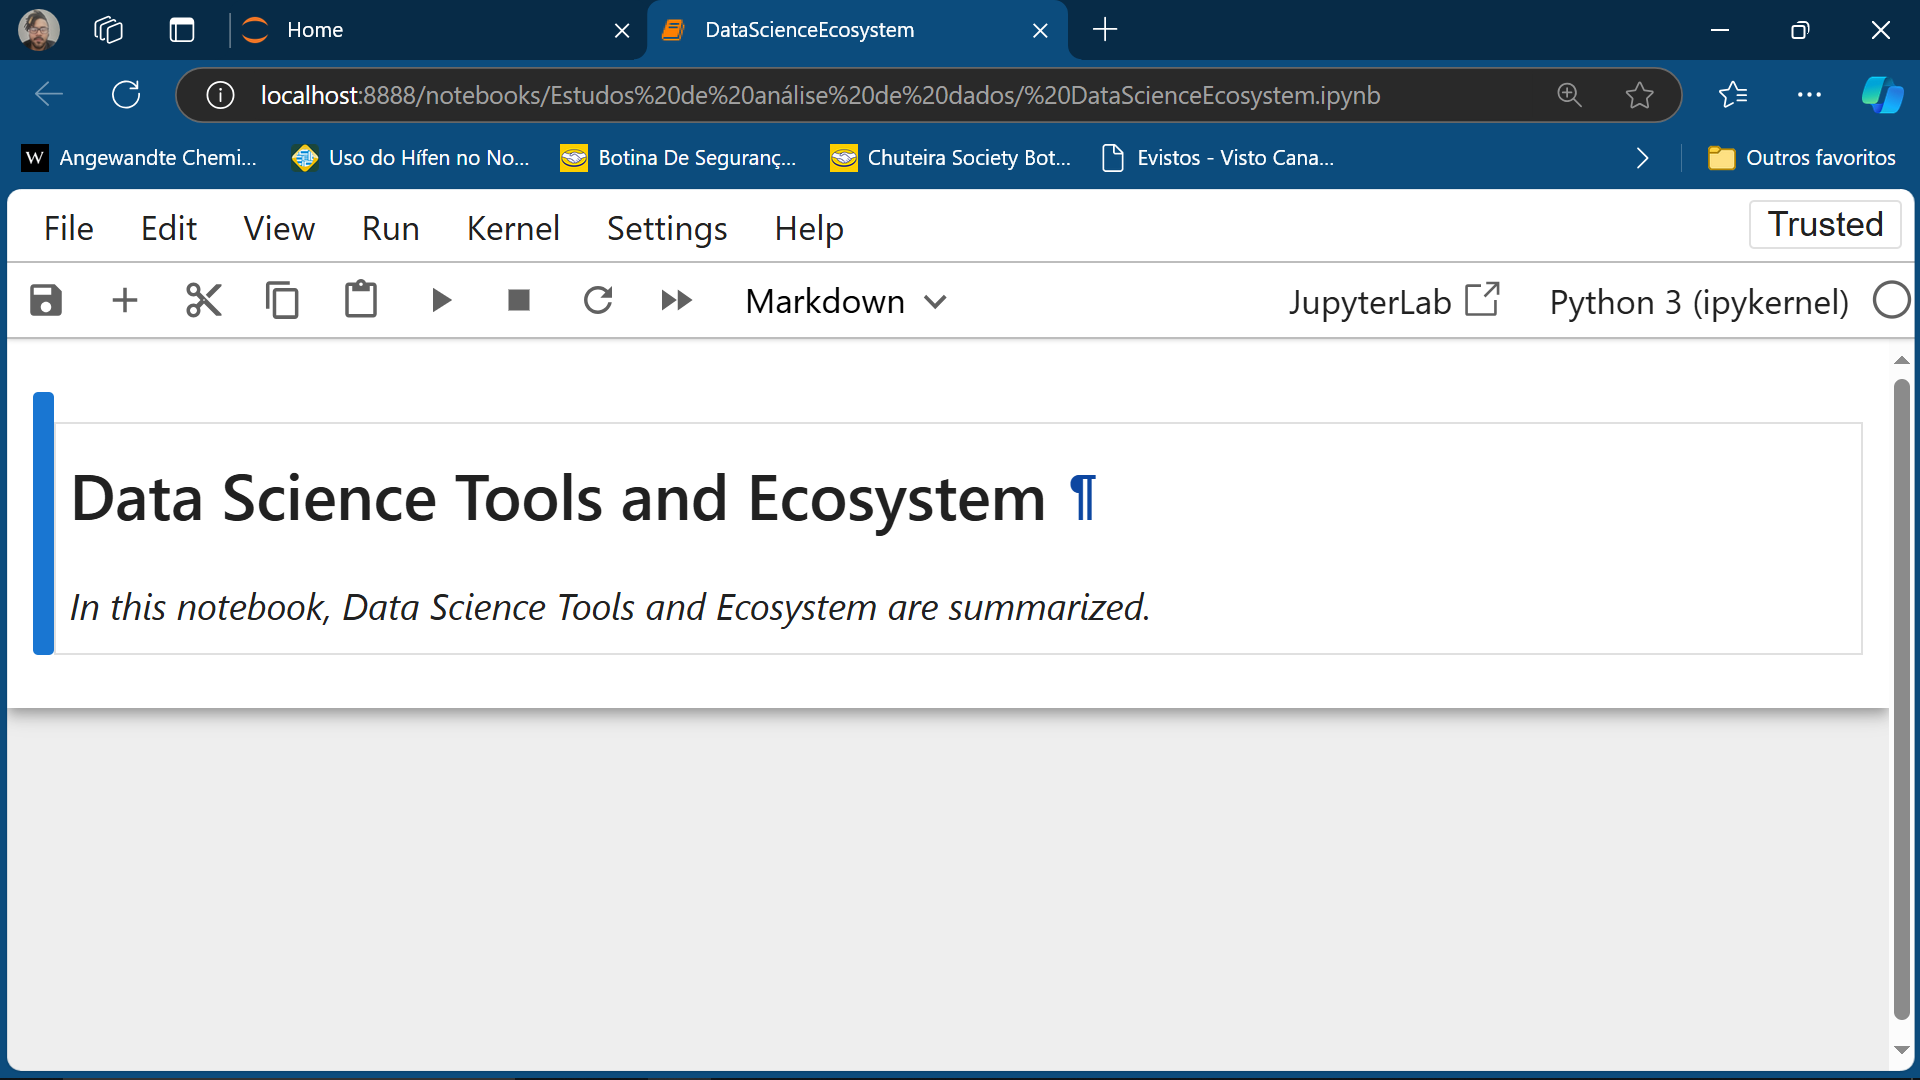 Home
DataScienceEcosystem
localhost:8888/notebooks/Estudos%20de%20análise%20de%20dados/%20DataScienceEcosystem.ipynb
W Angewandte Chemi... Uso do Hífen no No... Botina De Seguranç... Chuteira Society Bot... Evistos - Visto Cana... Outros favoritos
File Edit View Run Kernel Settings Help Trusted
Markdown JupyterLab Python 3 (ipykernel)
Data Science Tools and Ecosystem ¶
In this notebook, Data Science Tools and Ecosystem are summarized.